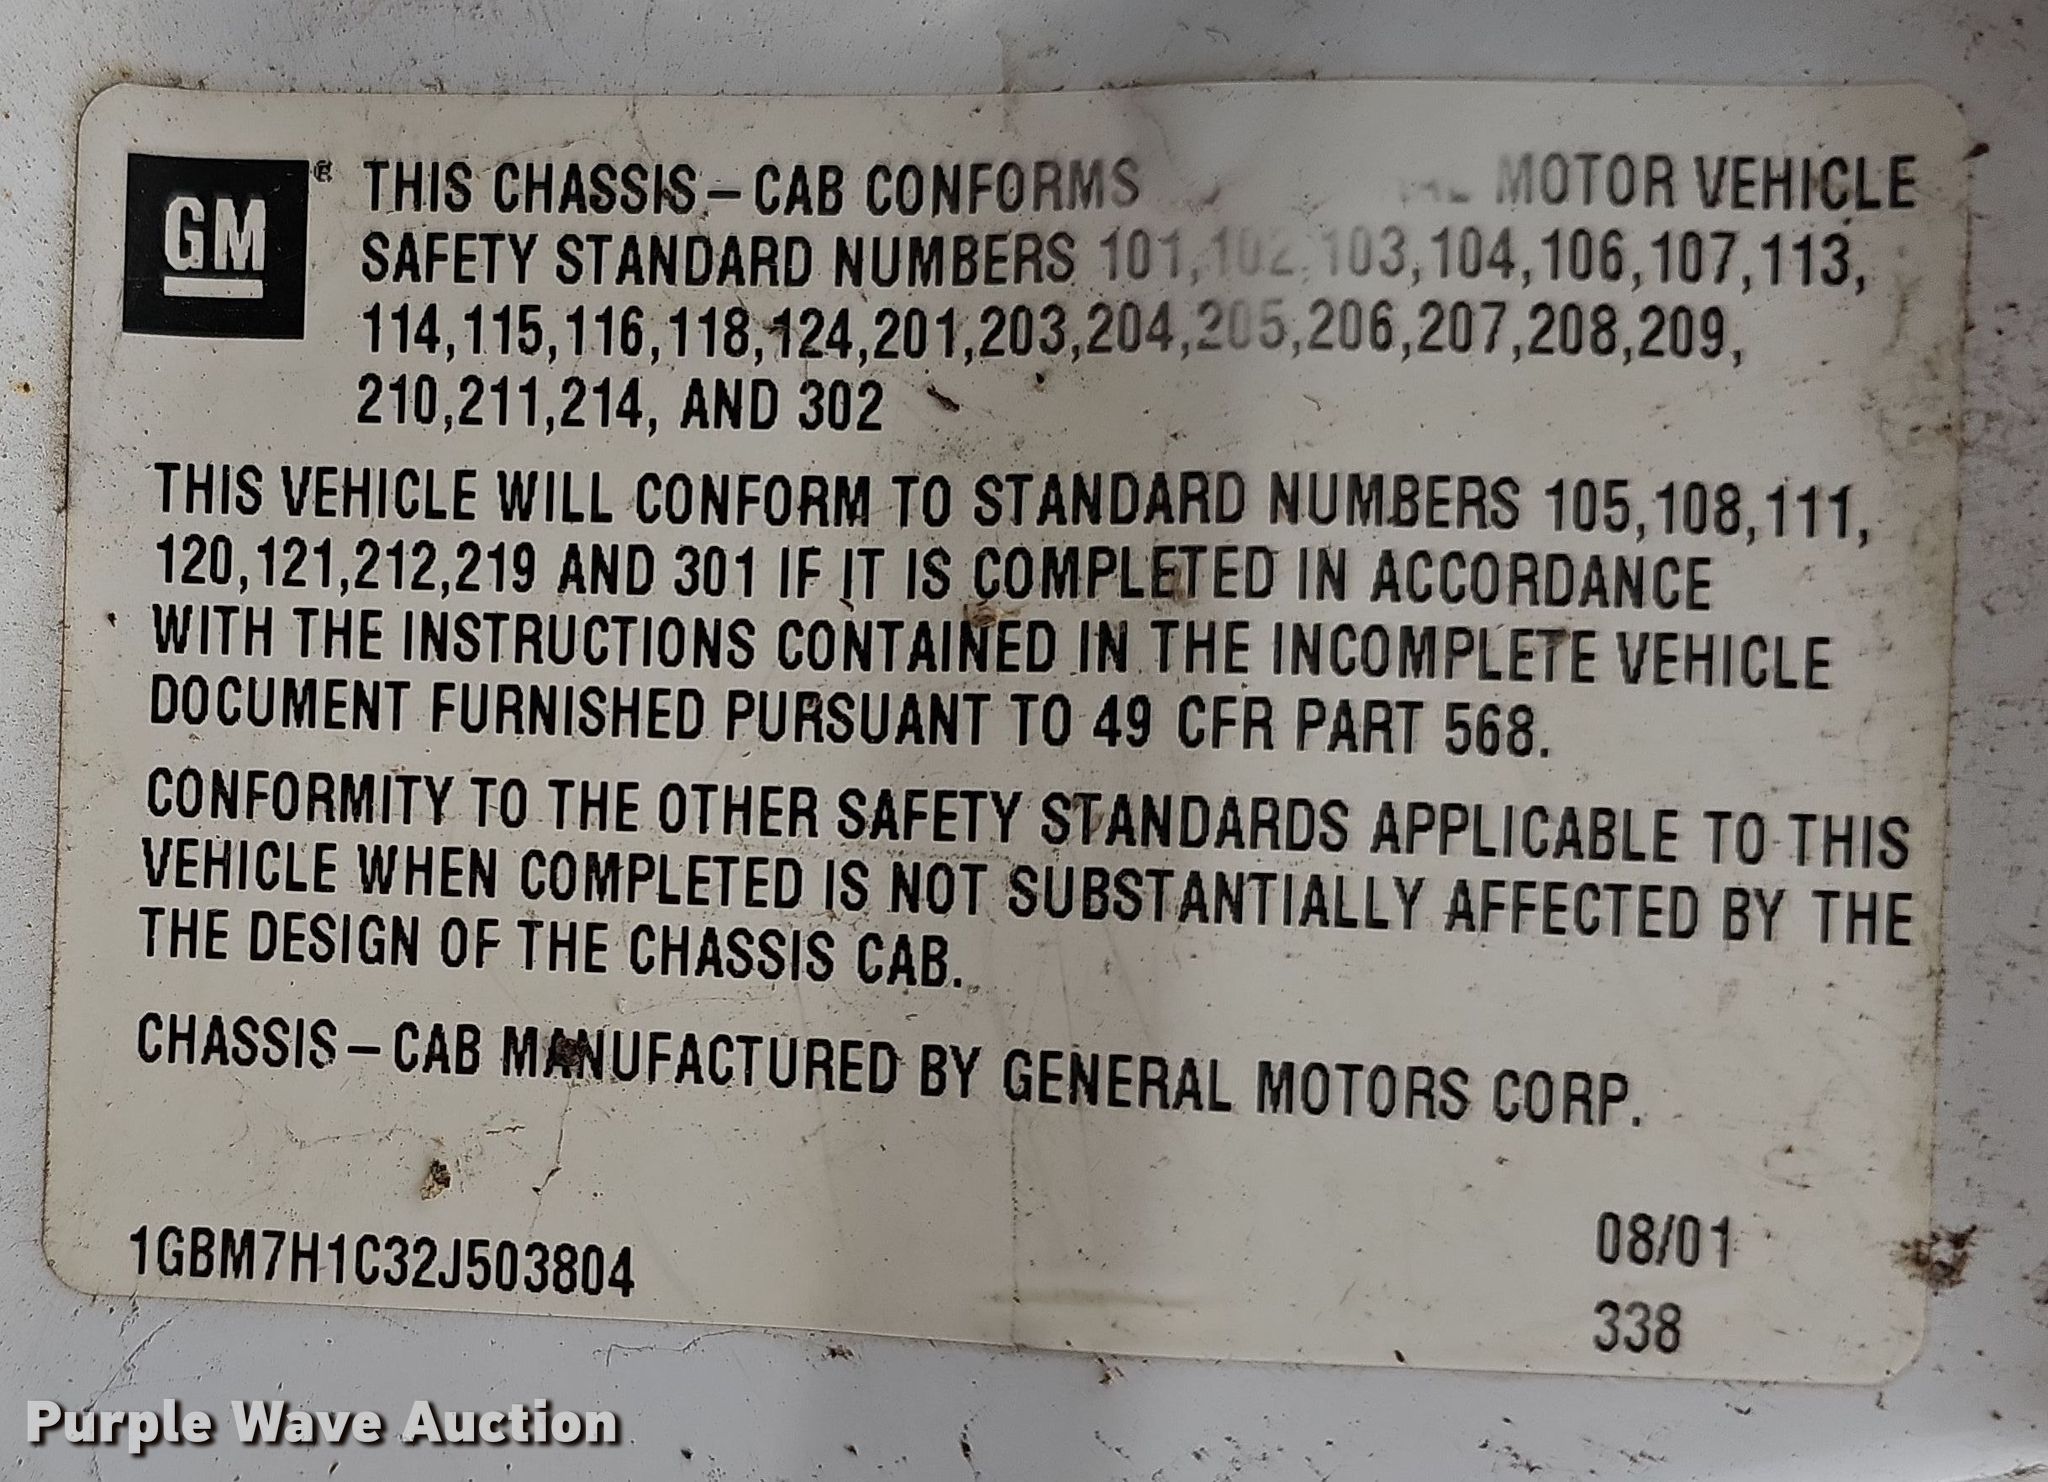 GM ®
THIS CHASSIS-CAB CONFORMS MOTOR VEHICLE
SAFETY STANDARD NUMBERS 101,102,103,104,106,107,113,
114,115,116,118,124,201,203,204,205,206,207,208,209,
210,211,214, AND 302
THIS VEHICLE WILL CONFORM TO STANDARD NUMBERS 105,108,111,
120,121,212,219 AND 301 IF IT IS COMPLETED IN ACCORDANCE
WITH THE INSTRUCTIONS CONTAINED IN THE INCOMPLETE VEHICLE
DOCUMENT FURNISHED PURSUANT TO 49 CFR PART 568.
CONFORMITY TO THE OTHER SAFETY STANDARDS APPLICABLE TO THIS
VEHICLE WHEN COMPLETED IS NOT SUBSTANTIALLY AFFECTED BY THE
THE DESIGN OF THE CHASSIS CAB.
CHASSIS-CAB MANUFACTURED BY GENERAL MOTORS CORP.
1GBM7H1C32J503804 08/01
338
Purple Wave Auction